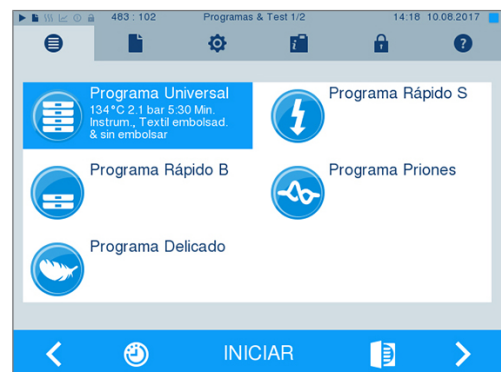 483 : 102 Programas & Test 1/2 14:18 10.08.2017
Programa Universal
134°C 2.1 bar 5:30 Min.
Instrum., Textil embolsad.
& sin embolsar
Programa Rápido S
Programa Rápido B
Programa Priones
Programa Delicado
INICIAR